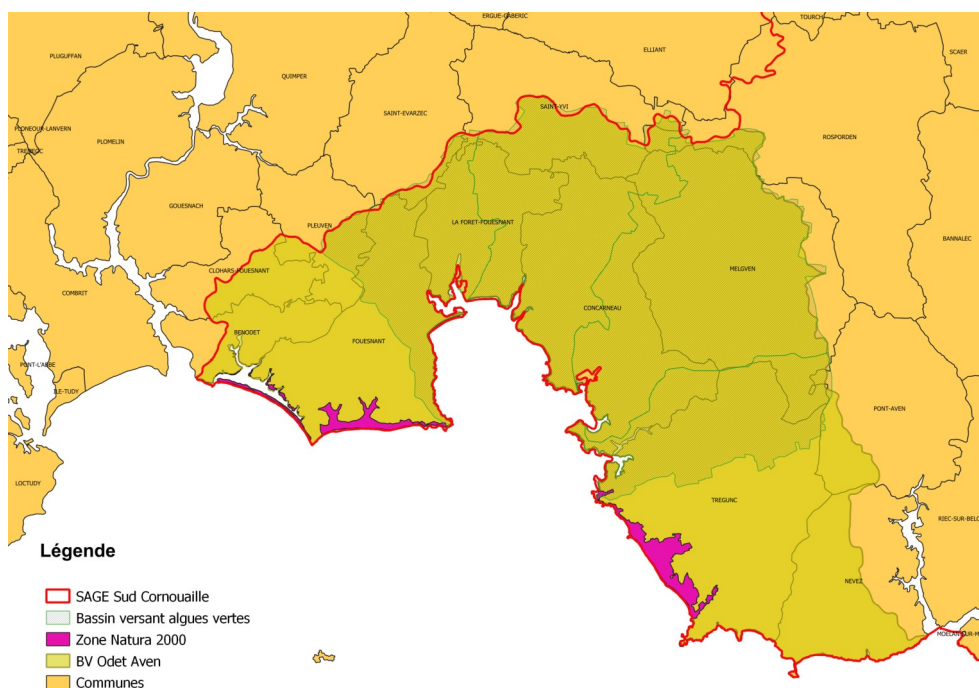 TOURCH
ERGUE-GABERIC
ELLIANT
SCAER
PLUGUFFAN
QUIMPER
SAINT-YVI
SAINT-EVARZEC
PLONEOUR-LANVERN
ROSPORDEN
PLOMELIN
GOUESNACH
LA FORET-FOUESNANT
PLEUVEN
BANNALEC
CLOHARS-FOUESNANT
MELGVEN
COMBRIT
CONCARNEAU
BENODET
FOUESNANT
PONT-L'ABBE
ILE-TUDY
PONT-AVEN
LOCTUDY
TREGUNC
RIEC-SUR-BELO
NEVEZ
MOELAN-SUR-M
Légende
SAGE Sud Cornouaille
Bassin versant algues vertes
Zone Natura 2000
BV Odet Aven
Communes